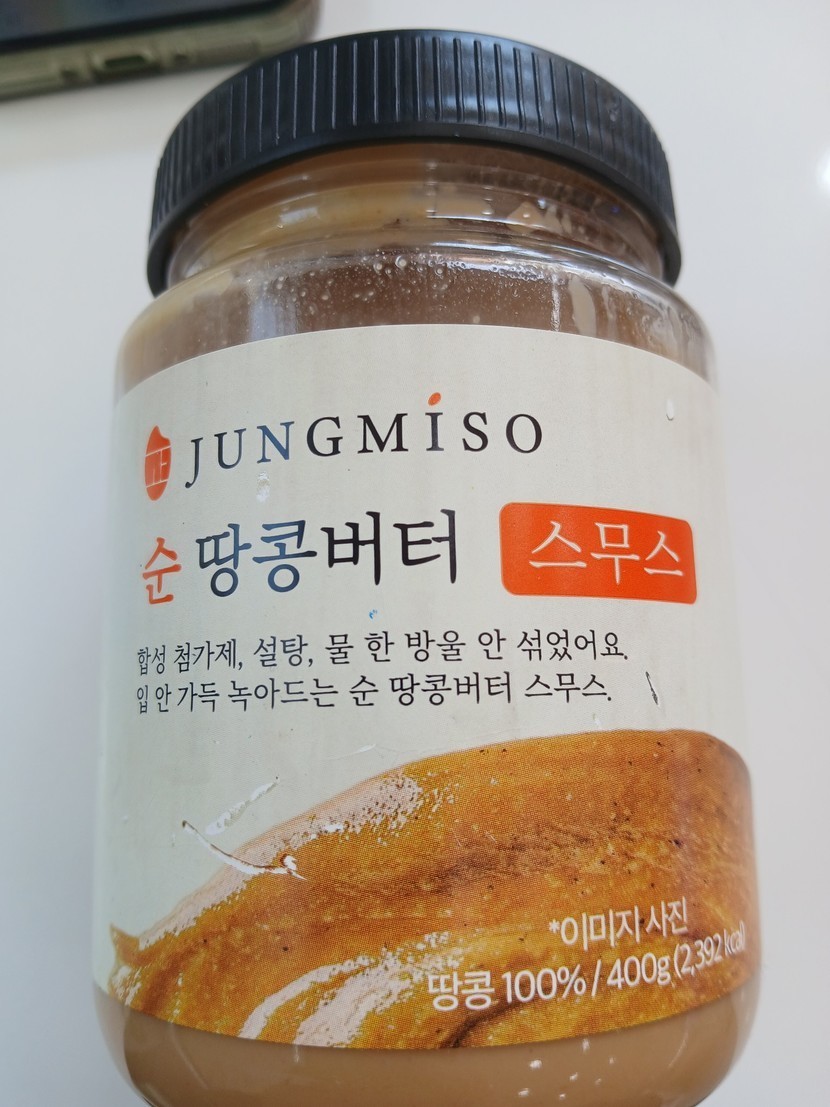 JUNGMiSO
순 땅콩버터 스무스
합성 첨가제, 설탕, 물 한 방울 안 섞었어요.
입 안 가득 녹아드는 순 땅콩버터 스무스.
*이미지 사진
땅콩 100% / 400g (2,392 kcal)